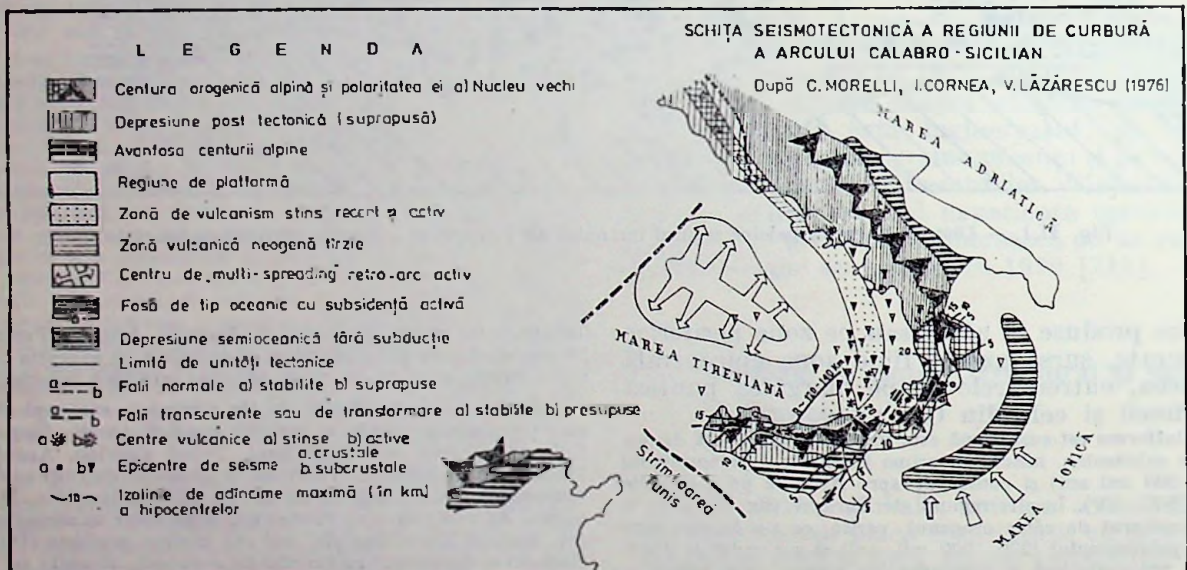 SCHIȚA SEISMOTECTONICĂ A REGIUNII DE CURBURĂ
A ARCULUI CALABRO-SICILIAN
După C. MORELLI, I. CORNEA, V. LĂZĂRESCU (1976)
L E G E N D A
Centura orogenică alpină și polaritatea ei a) Nucleu vechi
Depresiune post tectonică (suprapusă)
Avanfosa centurii alpine
Regiune de platformă
Zonă de vulcanism stins recent activ
Zonă vulcanică neogenă tîrzie
Centru de „multi-spreading" retro-arc activ
Fosă de tip oceanic cu subsidență activă
Depresiune semioceanică fără subducție
Limită de unități tectonice
a b Falii normale a) stabilite b) suprapuse
a b Falii transcurente sau de transformare a) stabilite b) presupuse
a b Centre vulcanice a) stinse b) active
a b Epicentre de seisme a. crustale
b. subcrustale
10 Izoline de adîncime maximă (în km)
a hipocentrelor
MAREA ADRIATICĂ
MAREA TIRENIANĂ
MAREA IONICĂ
Strîmtoarea
Tunis